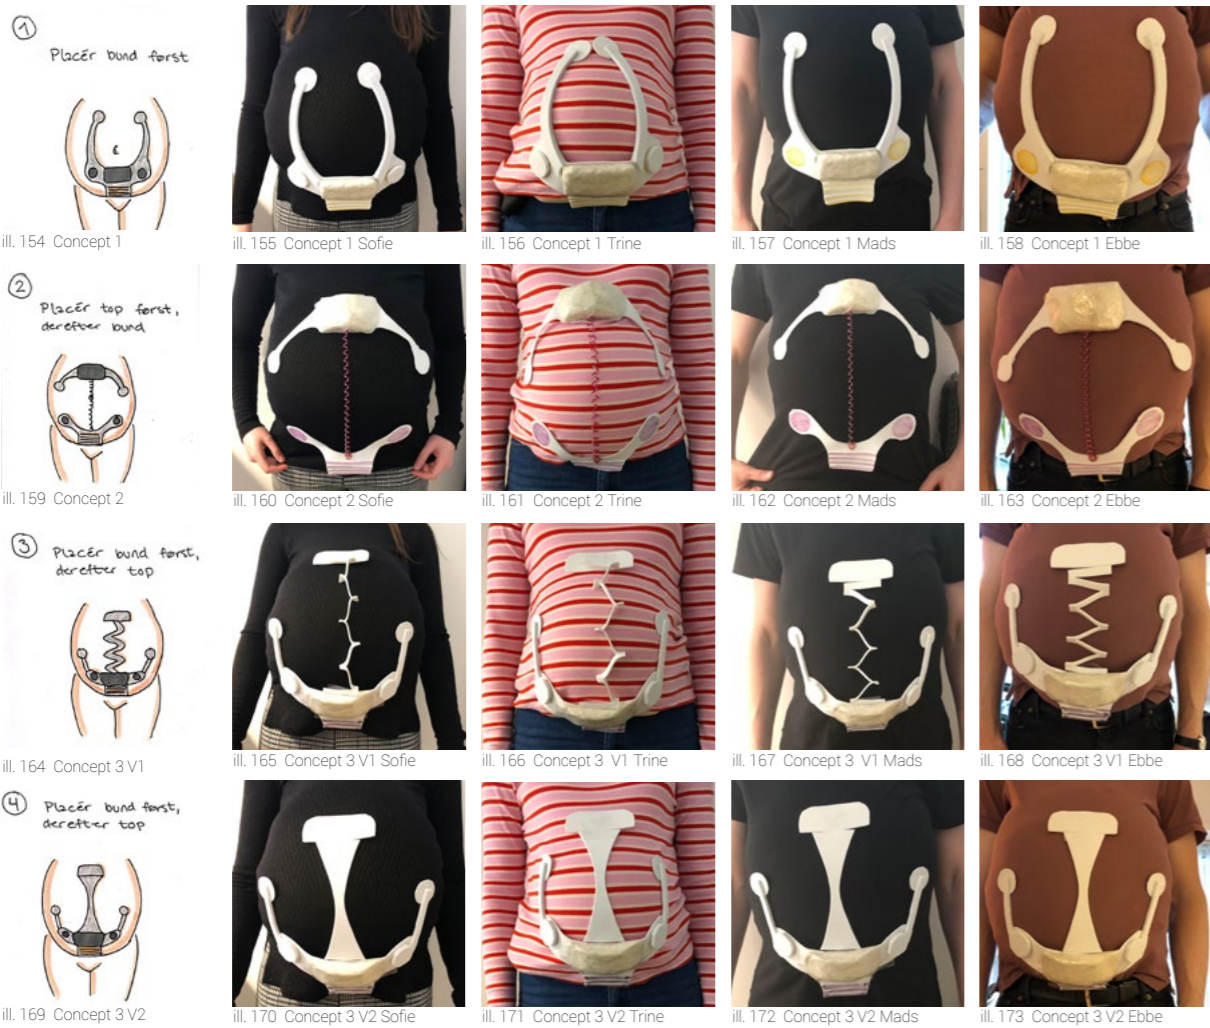 1
Placér bund først
ill. 154 Concept 1
ill. 155 Concept 1 Sofie
ill. 156 Concept 1 Trine
ill. 157 Concept 1 Mads
ill. 158 Concept 1 Ebbe
2
Placér top først,
derefter bund
ill. 159 Concept 2
ill. 160 Concept 2 Sofie
ill. 161 Concept 2 Trine
ill. 162 Concept 2 Mads
ill. 163 Concept 2 Ebbe
3
Placér bund først,
derefter top
ill. 164 Concept 3 V1
ill. 165 Concept 3 V1 Sofie
ill. 166 Concept 3 V1 Trine
ill. 167 Concept 3 V1 Mads
ill. 168 Concept 3 V1 Ebbe
4
Placér bund først,
derefter top
ill. 169 Concept 3 V2
ill. 170 Concept 3 V2 Sofie
ill. 171 Concept 3 V2 Trine
ill. 172 Concept 3 V2 Mads
ill. 173 Concept 3 V2 Ebbe